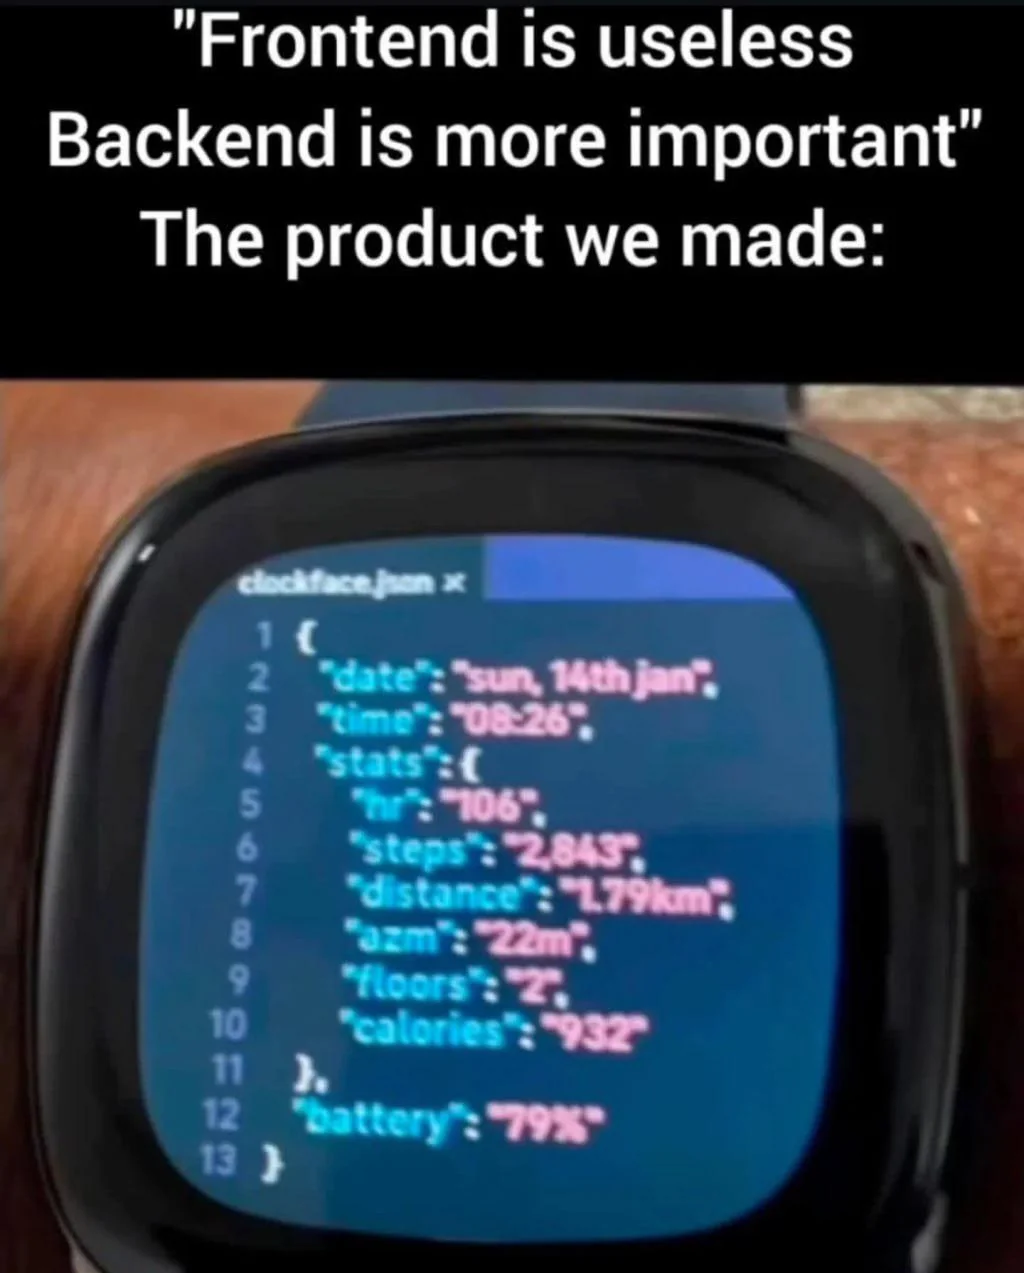 "Frontend is useless
Backend is more important"
The product we made:
clockface.json ×
1 {
2 "date": "sun, 14th jan",
3 "time": "08:26",
4 "stats": {
5 "hr": "106",
6 "steps": "2,843",
7 "distance": "1.79km",
8 "azm": "22m",
9 "floors": "2",
10 "calories": "932"
11 },
12 "battery": "79%"
13 }